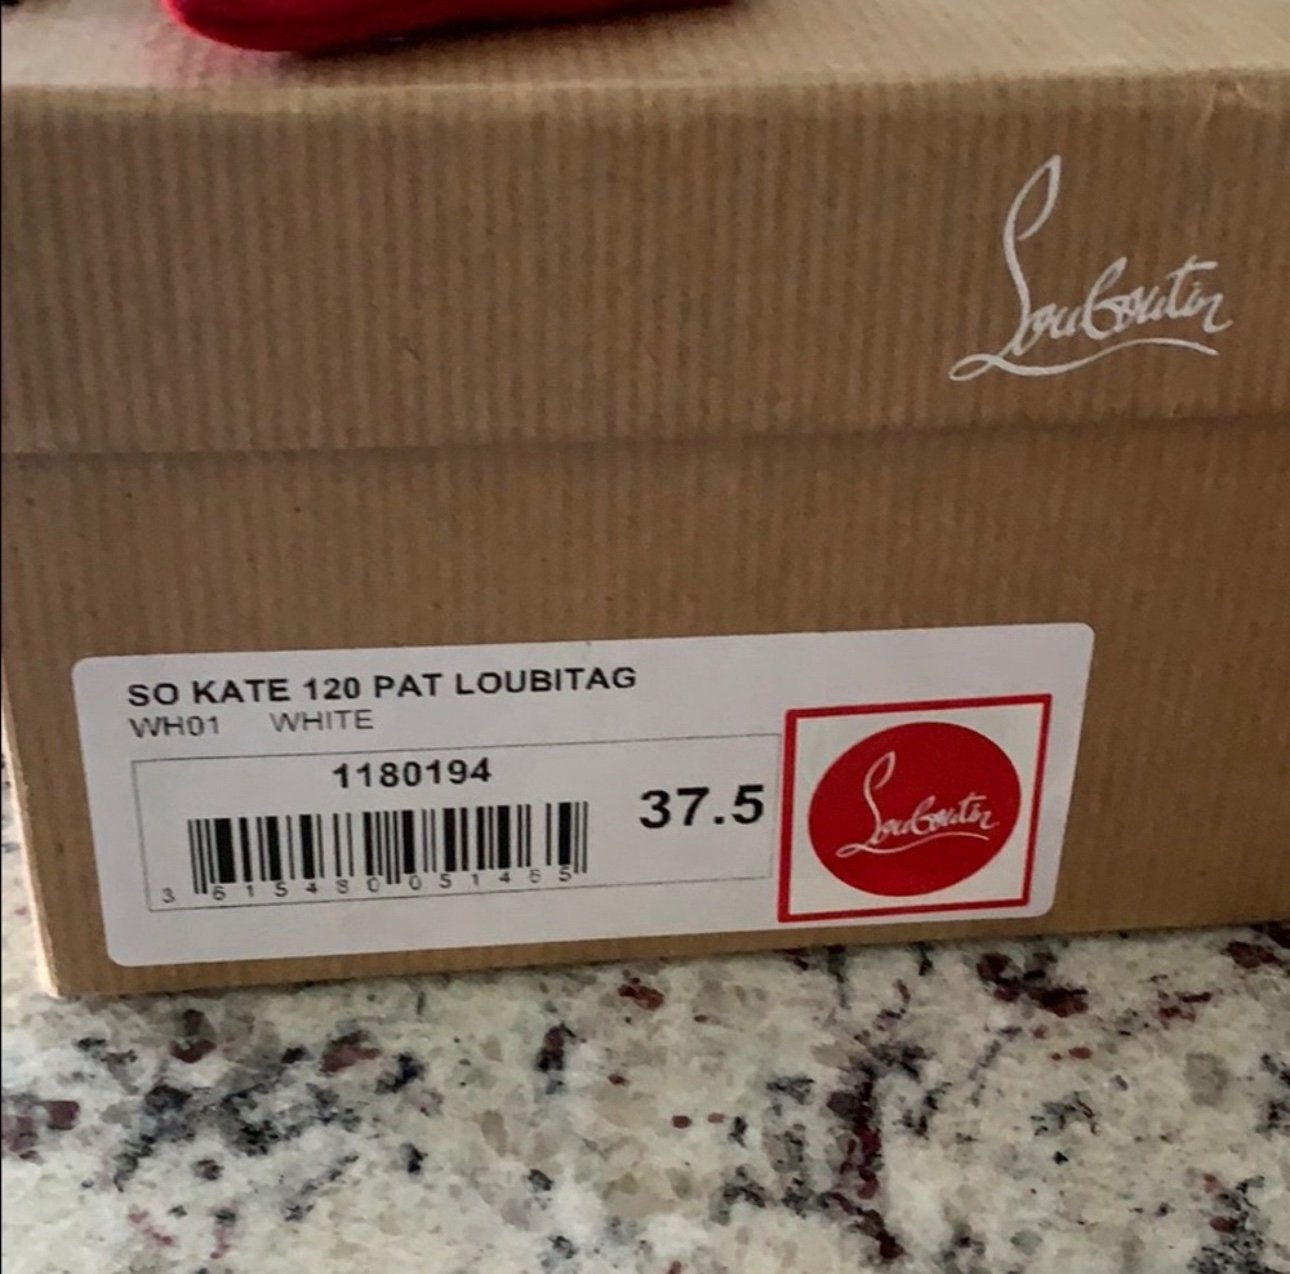 Louboutin
SO KATE 120 PAT LOUBITAG
WH01 WHITE
1180194
37.5
Louboutin